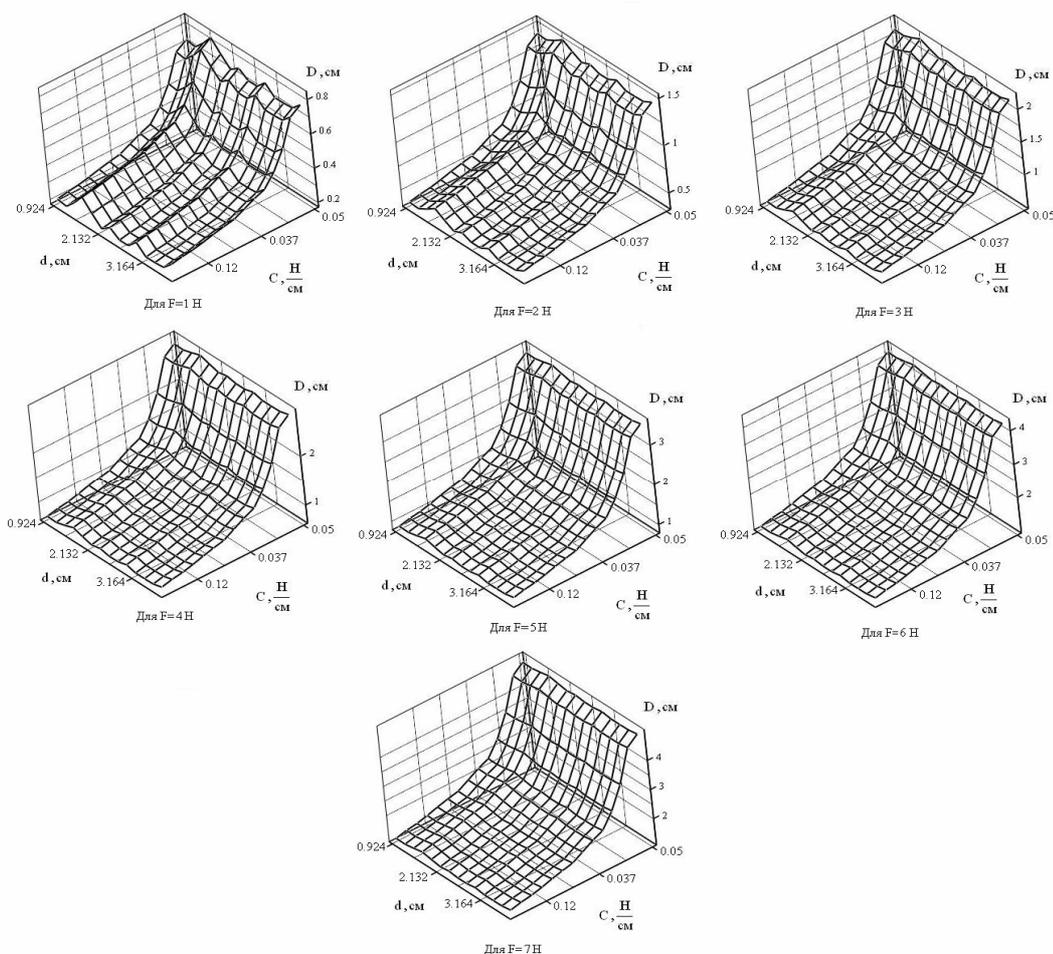 D,см
0.8
0.6
0.4
0.2
0.05
0.037
0.12
C, Н/см
0.924
2.132
3.164
d,см
Для F=1 Н
D,см
1.5
1
0.5
0.05
0.037
0.12
C, Н/см
0.924
2.132
3.164
d,см
Для F=2 Н
D,см
2
1.5
1
0.05
0.037
0.12
C, Н/см
0.924
2.132
3.164
d,см
Для F=3 Н
D,см
2
1
0.05
0.037
0.12
C, Н/см
0.924
2.132
3.164
d,см
Для F=4 Н
D,см
3
2
1
0.05
0.037
0.12
C, Н/см
0.924
2.132
3.164
d,см
Для F=5 Н
D,см
4
3
2
0.05
0.037
0.12
C, Н/см
0.924
2.132
3.164
d,см
Для F=6 Н
D,см
4
3
2
0.05
0.037
0.12
C, Н/см
0.924
2.132
3.164
d,см
Для F=7 Н